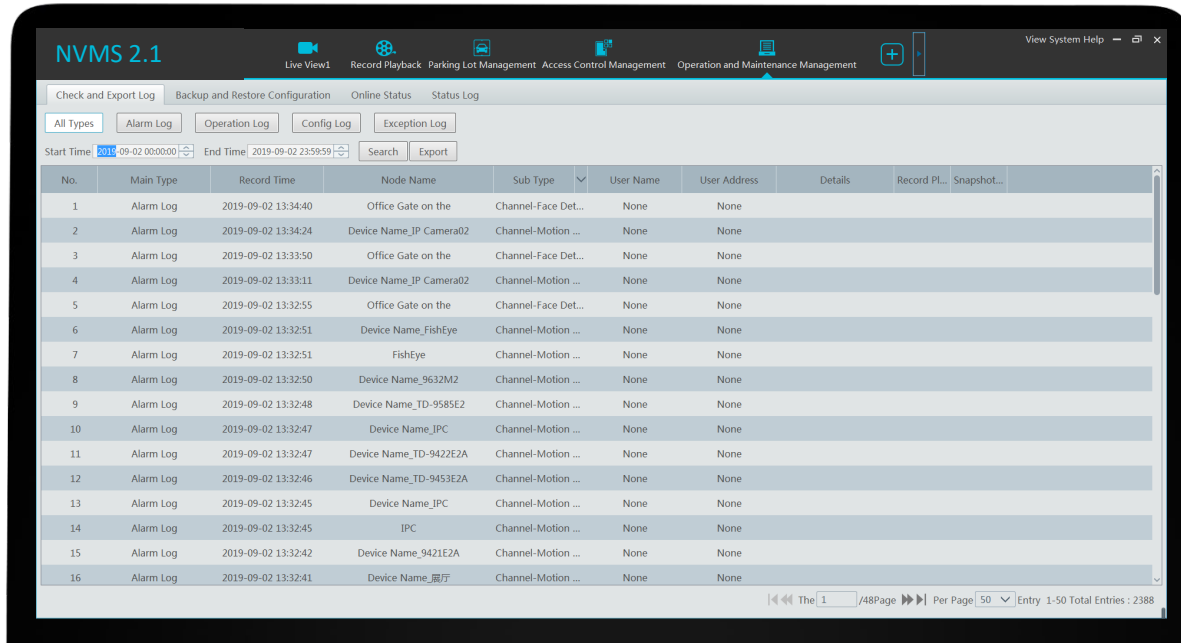 NVMS 2.1
Live View1 Record Playback Parking Lot Management Access Control Management Operation and Maintenance Management
View System Help
Check and Export Log Backup and Restore Configuration Online Status Status Log
All Types Alarm Log Operation Log Config Log Exception Log
Start Time 2019-09-02 00:00:00 End Time 2019-09-02 23:59:59 Search Export
No. Main Type Record Time Node Name Sub Type User Name User Address Details Record Pl... Snapshot...
1 Alarm Log 2019-09-02 13:34:40 Office Gate on the Channel-Face Det... None None
2 Alarm Log 2019-09-02 13:34:24 Device Name_IP Camera02 Channel-Motion ... None None
3 Alarm Log 2019-09-02 13:33:50 Office Gate on the Channel-Face Det... None None
4 Alarm Log 2019-09-02 13:33:11 Device Name_IP Camera02 Channel-Motion ... None None
5 Alarm Log 2019-09-02 13:32:55 Office Gate on the Channel-Face Det... None None
6 Alarm Log 2019-09-02 13:32:51 Device Name_FishEye Channel-Motion ... None None
7 Alarm Log 2019-09-02 13:32:51 FishEye Channel-Motion ... None None
8 Alarm Log 2019-09-02 13:32:50 Device Name_9632M2 Channel-Motion ... None None
9 Alarm Log 2019-09-02 13:32:48 Device Name_TD-9585E2 Channel-Motion ... None None
10 Alarm Log 2019-09-02 13:32:47 Device Name_IPC Channel-Motion ... None None
11 Alarm Log 2019-09-02 13:32:47 Device Name_TD-9422E2A Channel-Motion ... None None
12 Alarm Log 2019-09-02 13:32:46 Device Name_TD-9453E2A Channel-Motion ... None None
13 Alarm Log 2019-09-02 13:32:45 Device Name_IPC Channel-Motion ... None None
14 Alarm Log 2019-09-02 13:32:45 IPC Channel-Motion ... None None
15 Alarm Log 2019-09-02 13:32:42 Device Name_9421E2A Channel-Motion ... None None
16 Alarm Log 2019-09-02 13:32:41 Device Name_展厅 Channel-Motion ... None None
The 1 /48Page Per Page 50 Entry 1-50 Total Entries : 2388